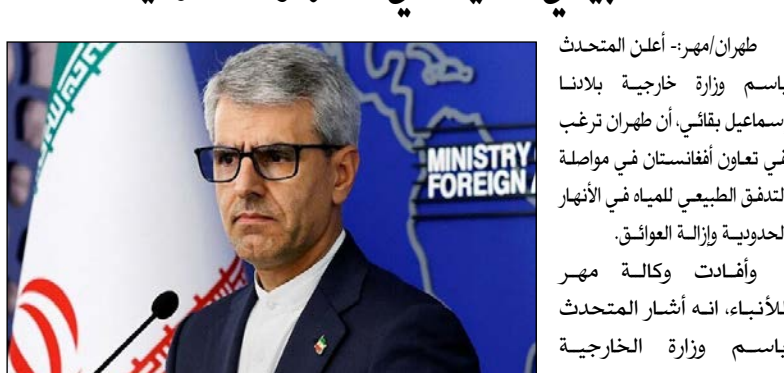 طهران/مهر:- أعلن المتحدث
باسم وزارة خارجية بلادنا
اسماعيل بقائي، أن طهران ترغب
في تعاون أفغانستان في مواصلة
التدفق الطبيعي للمياه في الأنهار
الحدودية وإزالة العوائق.
وأفادت وكالة مهر
للأنباء، انه أشار المتحدث
باسم وزارة الخارجية
MINISTRY
FOREIGN